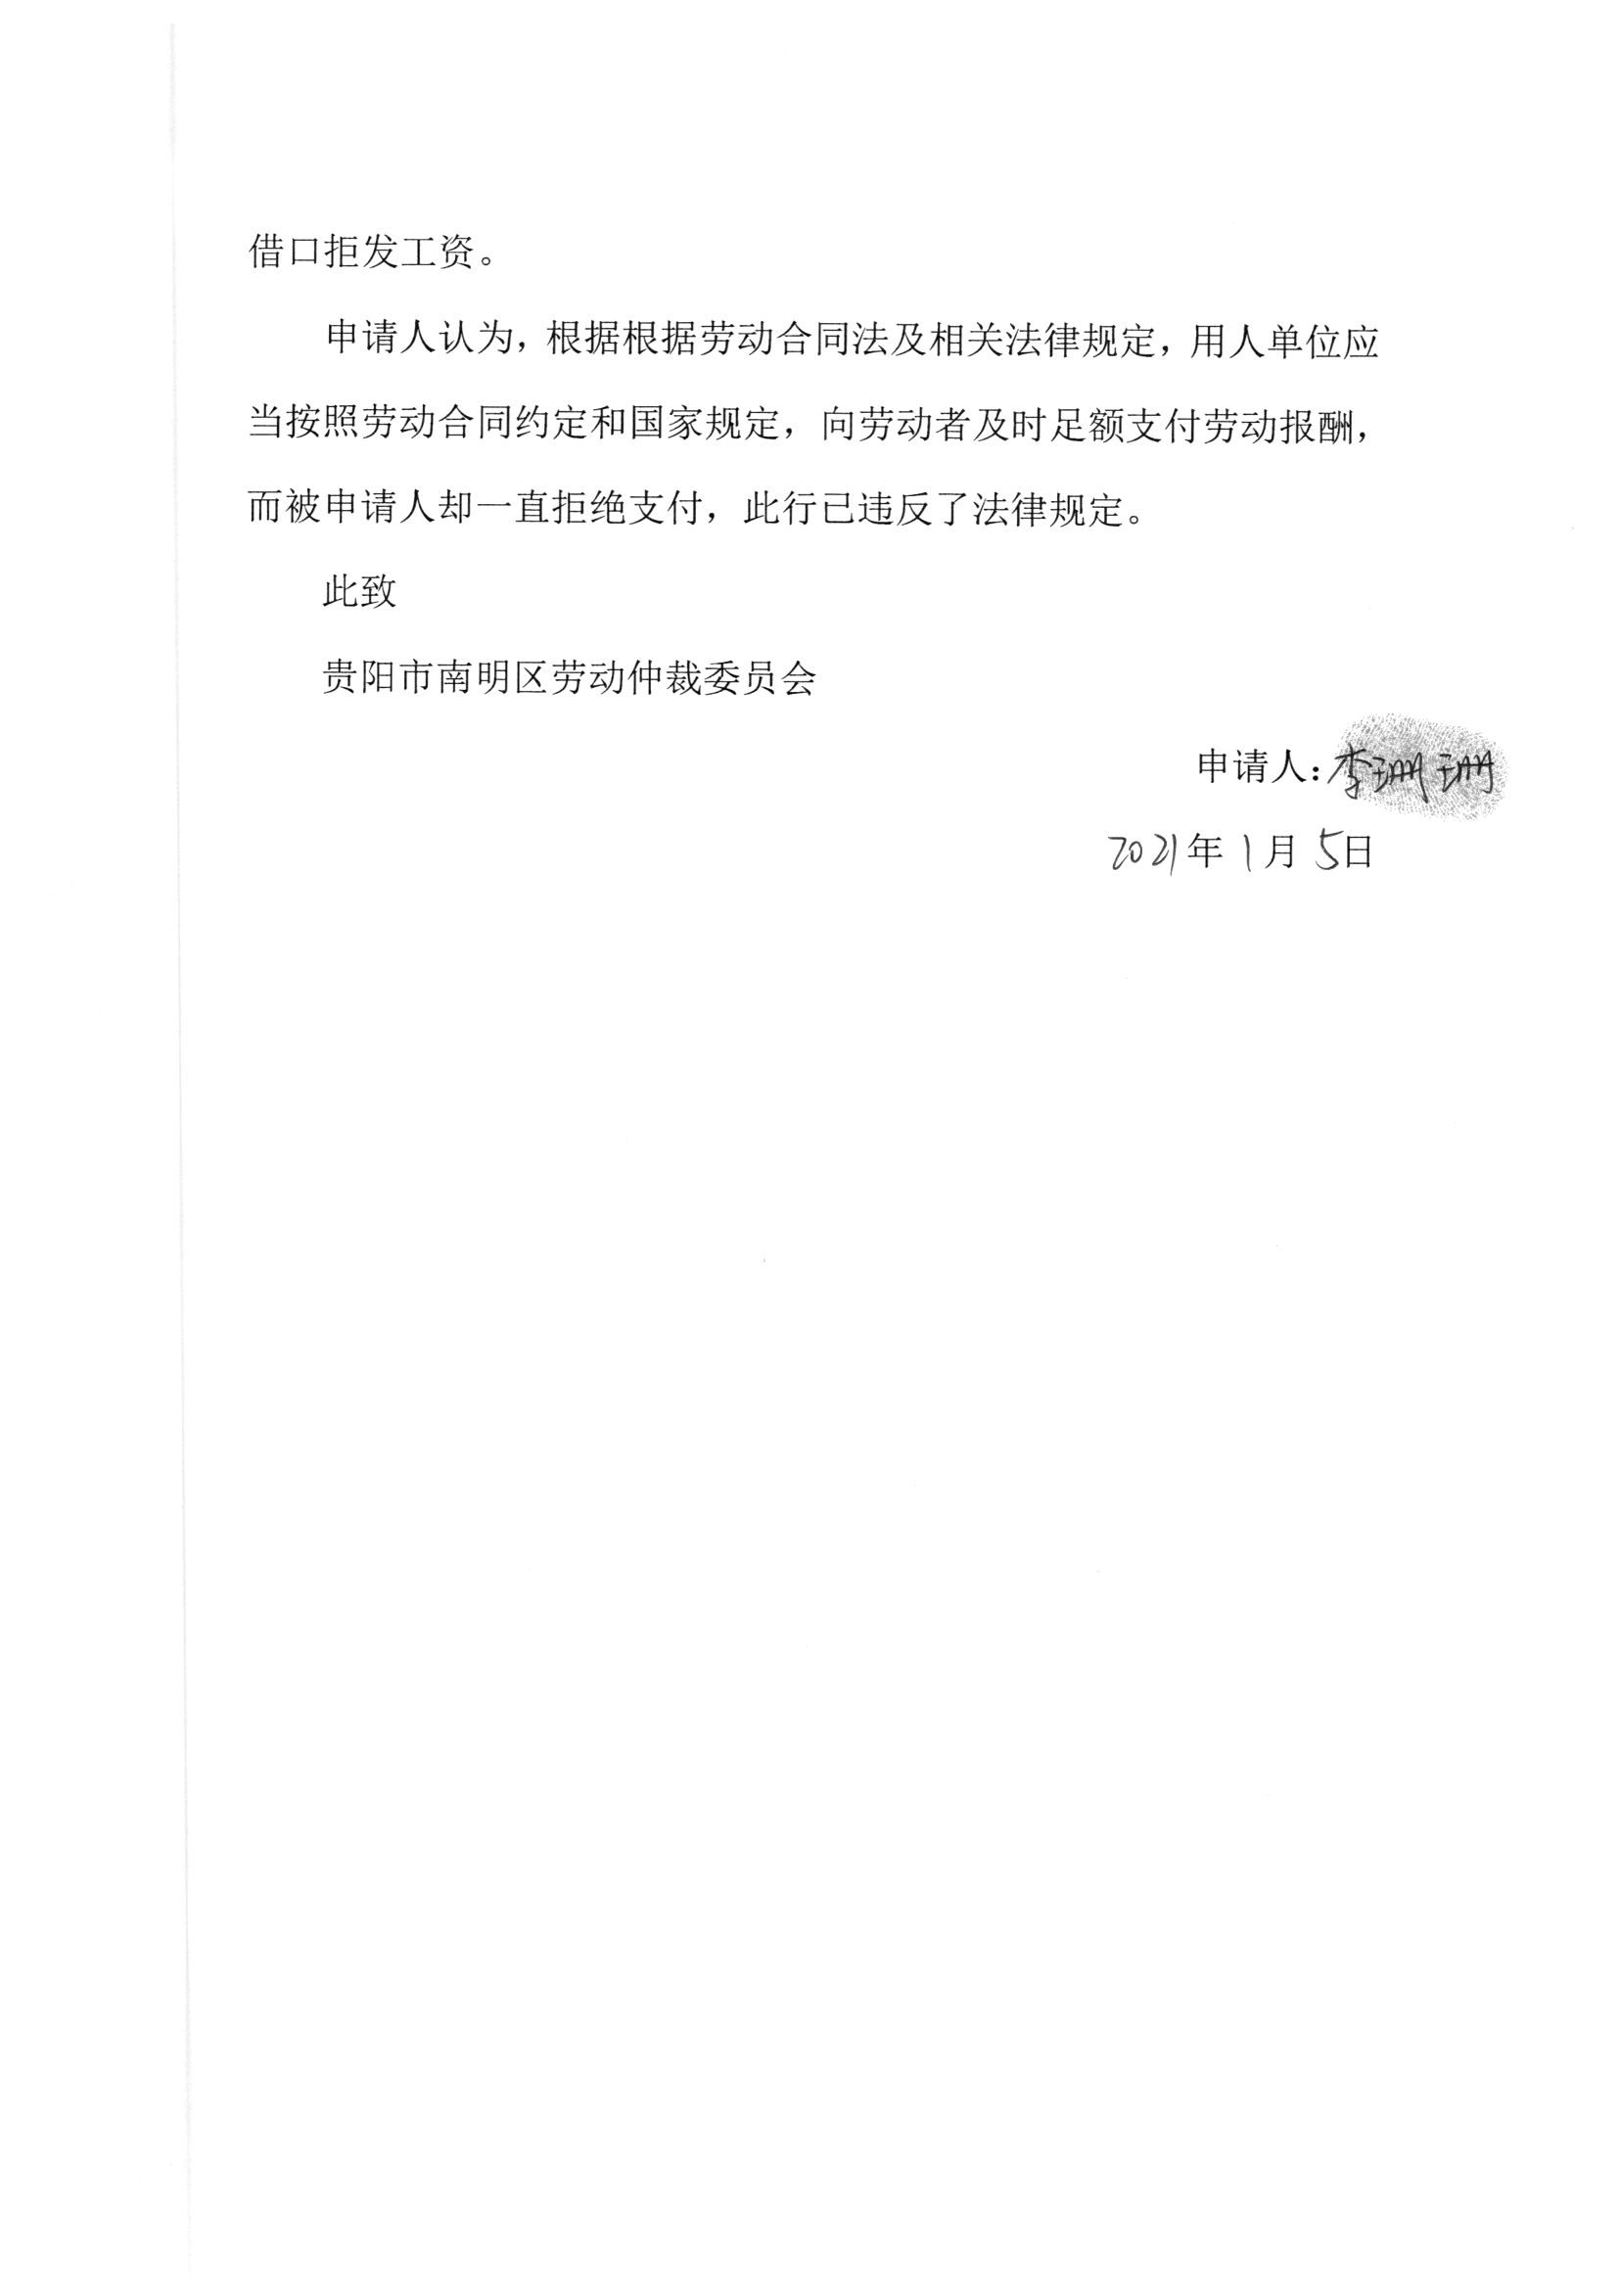 借口拒发工资。
申请人认为，根据根据劳动合同法及相关法律规定，用人单位应
当按照劳动合同约定和国家规定，向劳动者及时足额支付劳动报酬，
而被申请人却一直拒绝支付，此行已违反了法律规定。
此致
贵阳市南明区劳动仲裁委员会
申请人：李珊珊
2021年1月5日